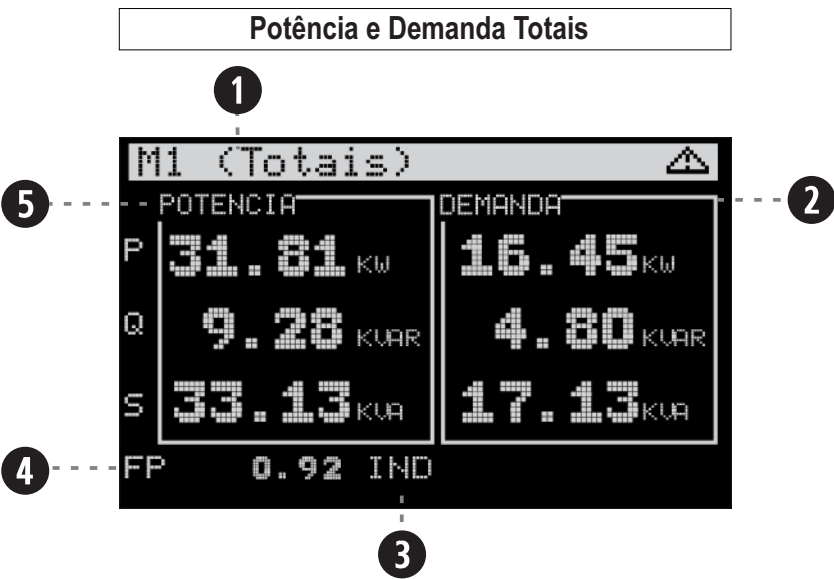 Potência e Demanda Totais
1
M1 (Totais)
5 POTENCIA DEMANDA 2
P 31.81 KW 16.45 KW
Q 9.28 KVAR 4.80 KVAR
S 33.13 KVA 17.13 KVA
4 FP 0.92 IND
3